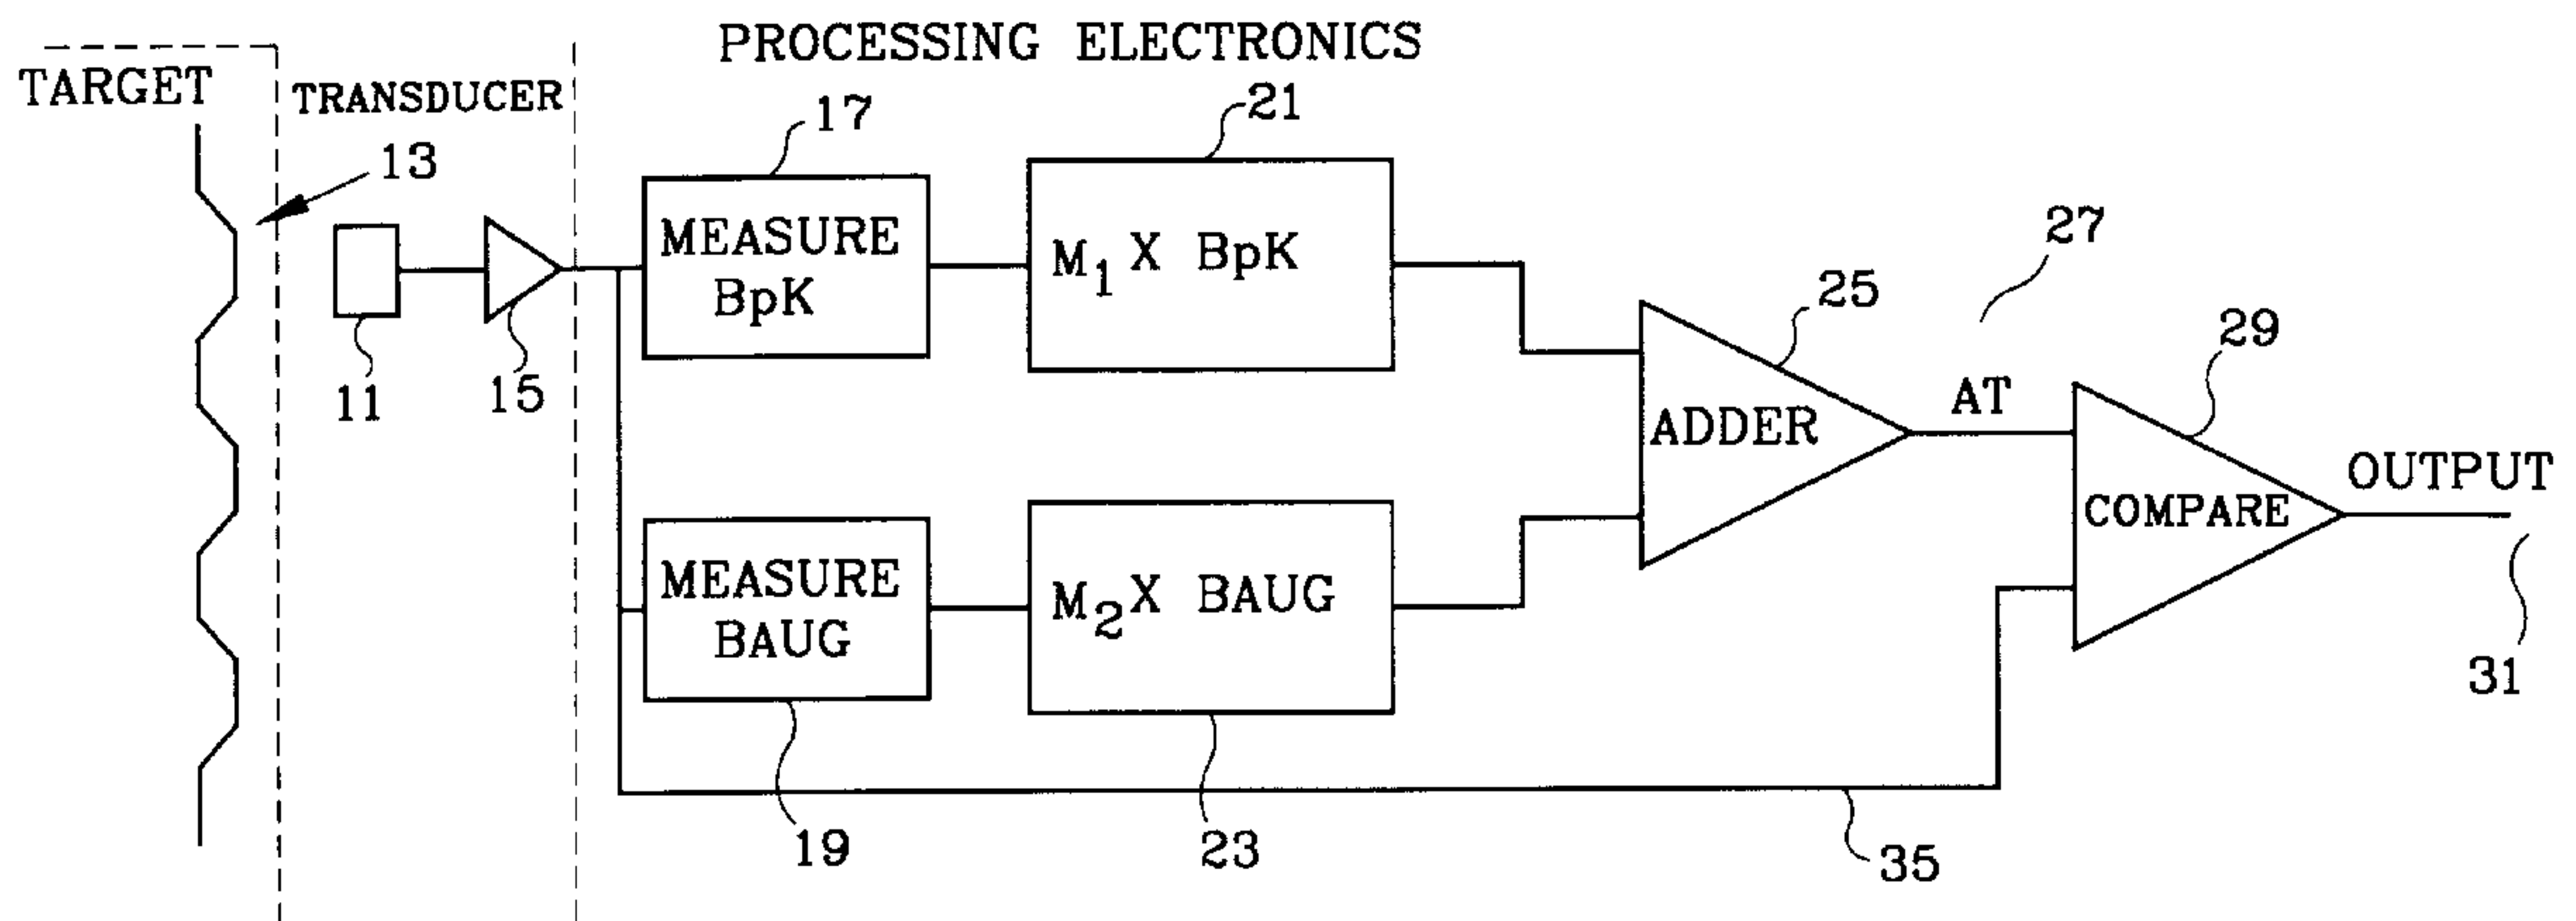 PROCESSING ELECTRONICS
TARGET
TRANSDUCER
13
17
21
MEASURE
BpK
M1 X BpK
27
25
29
11
15
AT
ADDER
OUTPUT
COMPARE
MEASURE
BAUG
M2 X BAUG
31
19
23
35